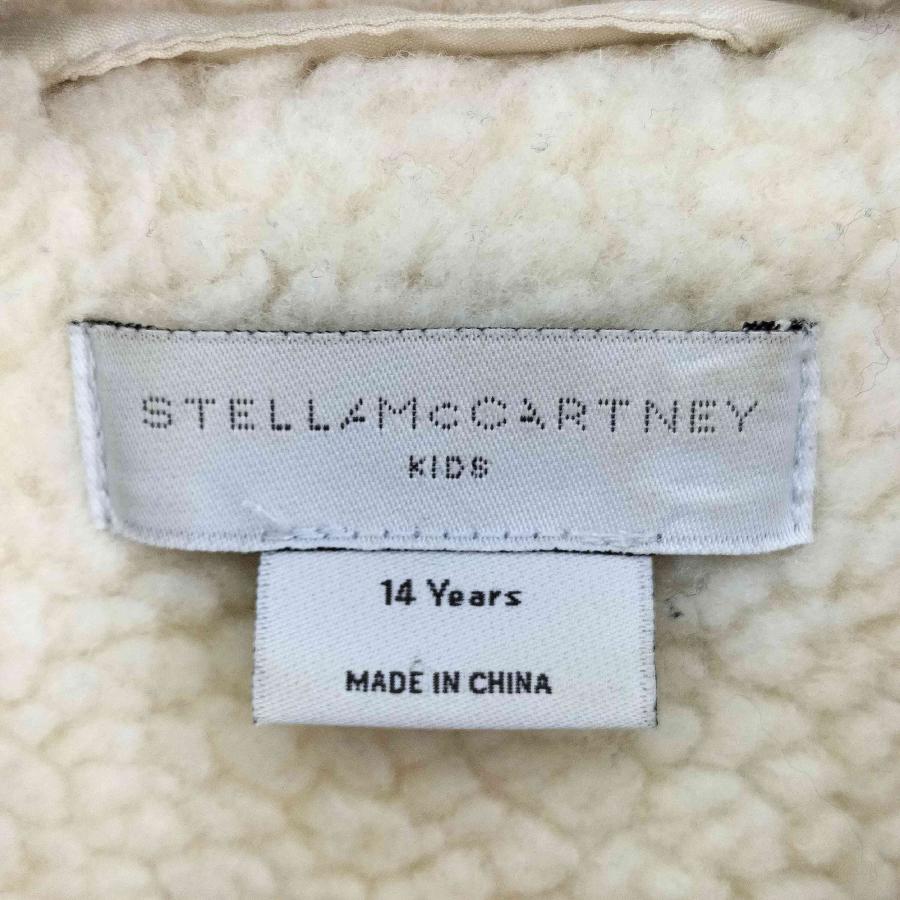 STELLAMcCARTNEY
KIDS
14 Years
MADE IN CHINA